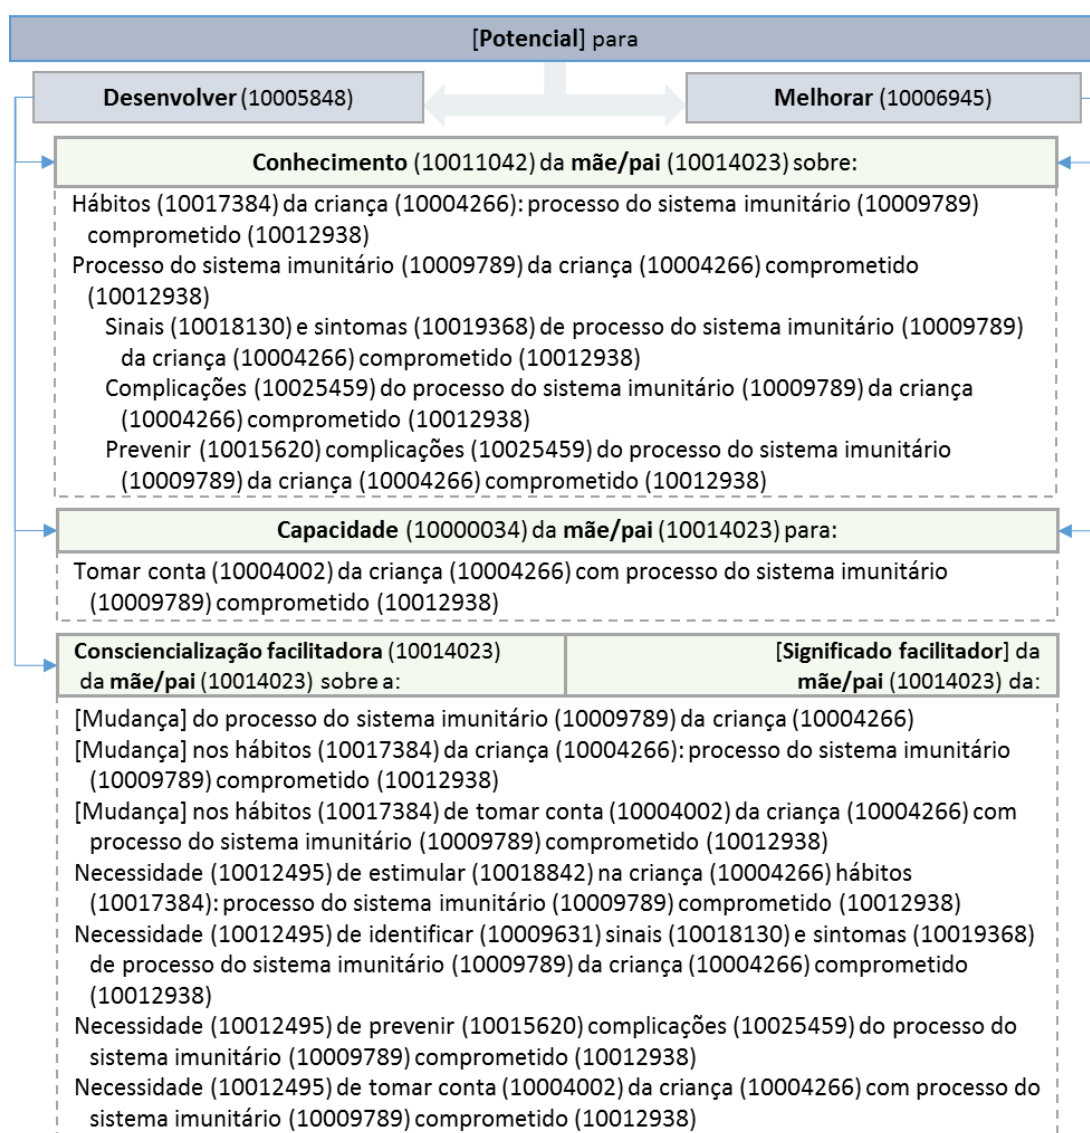 [Potencial] para
Desenvolver (10005848)
Melhorar (10006945)
Conhecimento (10011042) da mãe/pai (10014023) sobre:
Hábitos (10017384) da criança (10004266): processo do sistema imunitário (10009789)
comprometido (10012938)
Processo do sistema imunitário (10009789) da criança (10004266) comprometido
(10012938)
Sinais (10018130) e sintomas (10019368) de processo do sistema imunitário (10009789)
da criança (10004266) comprometido (10012938)
Complicações (10025459) do processo do sistema imunitário (10009789) da criança
(10004266) comprometido (10012938)
Prevenir (10015620) complicações (10025459) do processo do sistema imunitário
(10009789) da criança (10004266) comprometido (10012938)
Capacidade (10000034) da mãe/pai (10014023) para:
Tomar conta (10004002) da criança (10004266) com processo do sistema imunitário
(10009789) comprometido (10012938)
Consciencialização facilitadora (10014023)
da mãe/pai (10014023) sobre a:
[Significado facilitador] da
mãe/pai (10014023) da:
[Mudança] do processo do sistema imunitário (10009789) da criança (10004266)
[Mudança] nos hábitos (10017384) da criança (10004266): processo do sistema imunitário
(10009789) comprometido (10012938)
[Mudança] nos hábitos (10017384) de tomar conta (10004002) da criança (10004266) com
processo do sistema imunitário (10009789) comprometido (10012938)
Necessidade (10012495) de estimular (10018842) na criança (10004266) hábitos
(10017384): processo do sistema imunitário (10009789) comprometido (10012938)
Necessidade (10012495) de identificar (10009631) sinais (10018130) e sintomas (10019368)
de processo do sistema imunitário (10009789) da criança (10004266) comprometido
(10012938)
Necessidade (10012495) de prevenir (10015620) complicações (10025459) do processo do
sistema imunitário (10009789) comprometido (10012938)
Necessidade (10012495) de tomar conta (10004002) da criança (10004266) com processo do
sistema imunitário (10009789) comprometido (10012938)